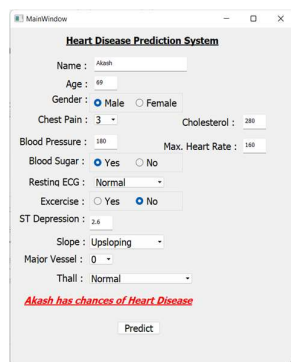 MainWindow
Heart Disease Prediction System
Name : Akash
Age : 69
Gender : Male Female
Chest Pain : 3 Cholesterol : 280
Blood Pressure : 180 Max. Heart Rate : 160
Blood Sugar : Yes No
Resting ECG : Normal
Excercise : Yes No
ST Depression : 2.6
Slope : Upsloping
Major Vessel : 0
Thall : Normal
Akash has chances of Heart Disease
Predict